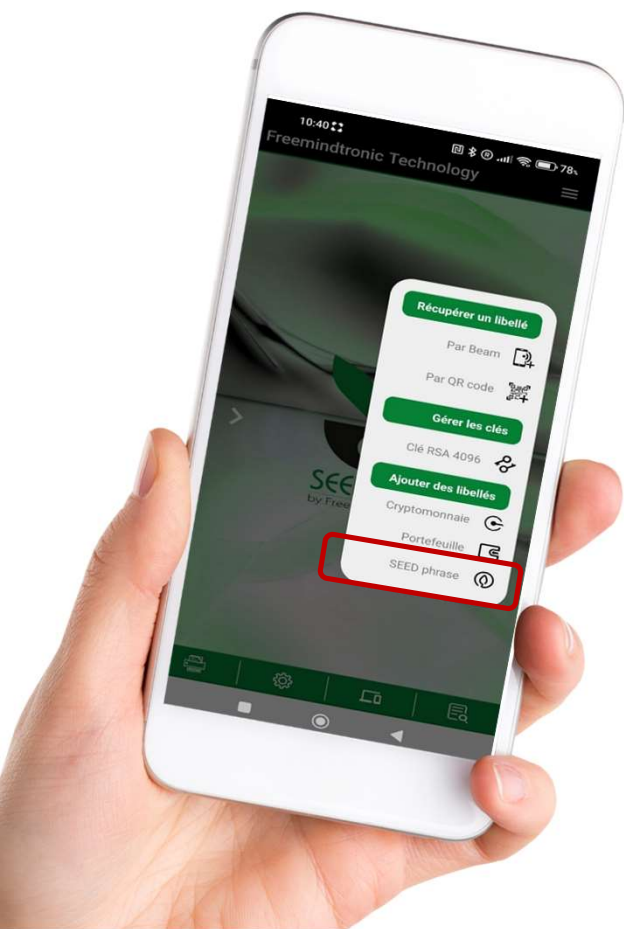 10:40
78%
Freemindtronic Technology
Récupérer un libellé
Par Beam
Par QR code
Gérer les clés
Clé RSA 4096
Ajouter des libellés
Cryptomonnaie
Portefeuille
SEED phrase
SEE
by Free